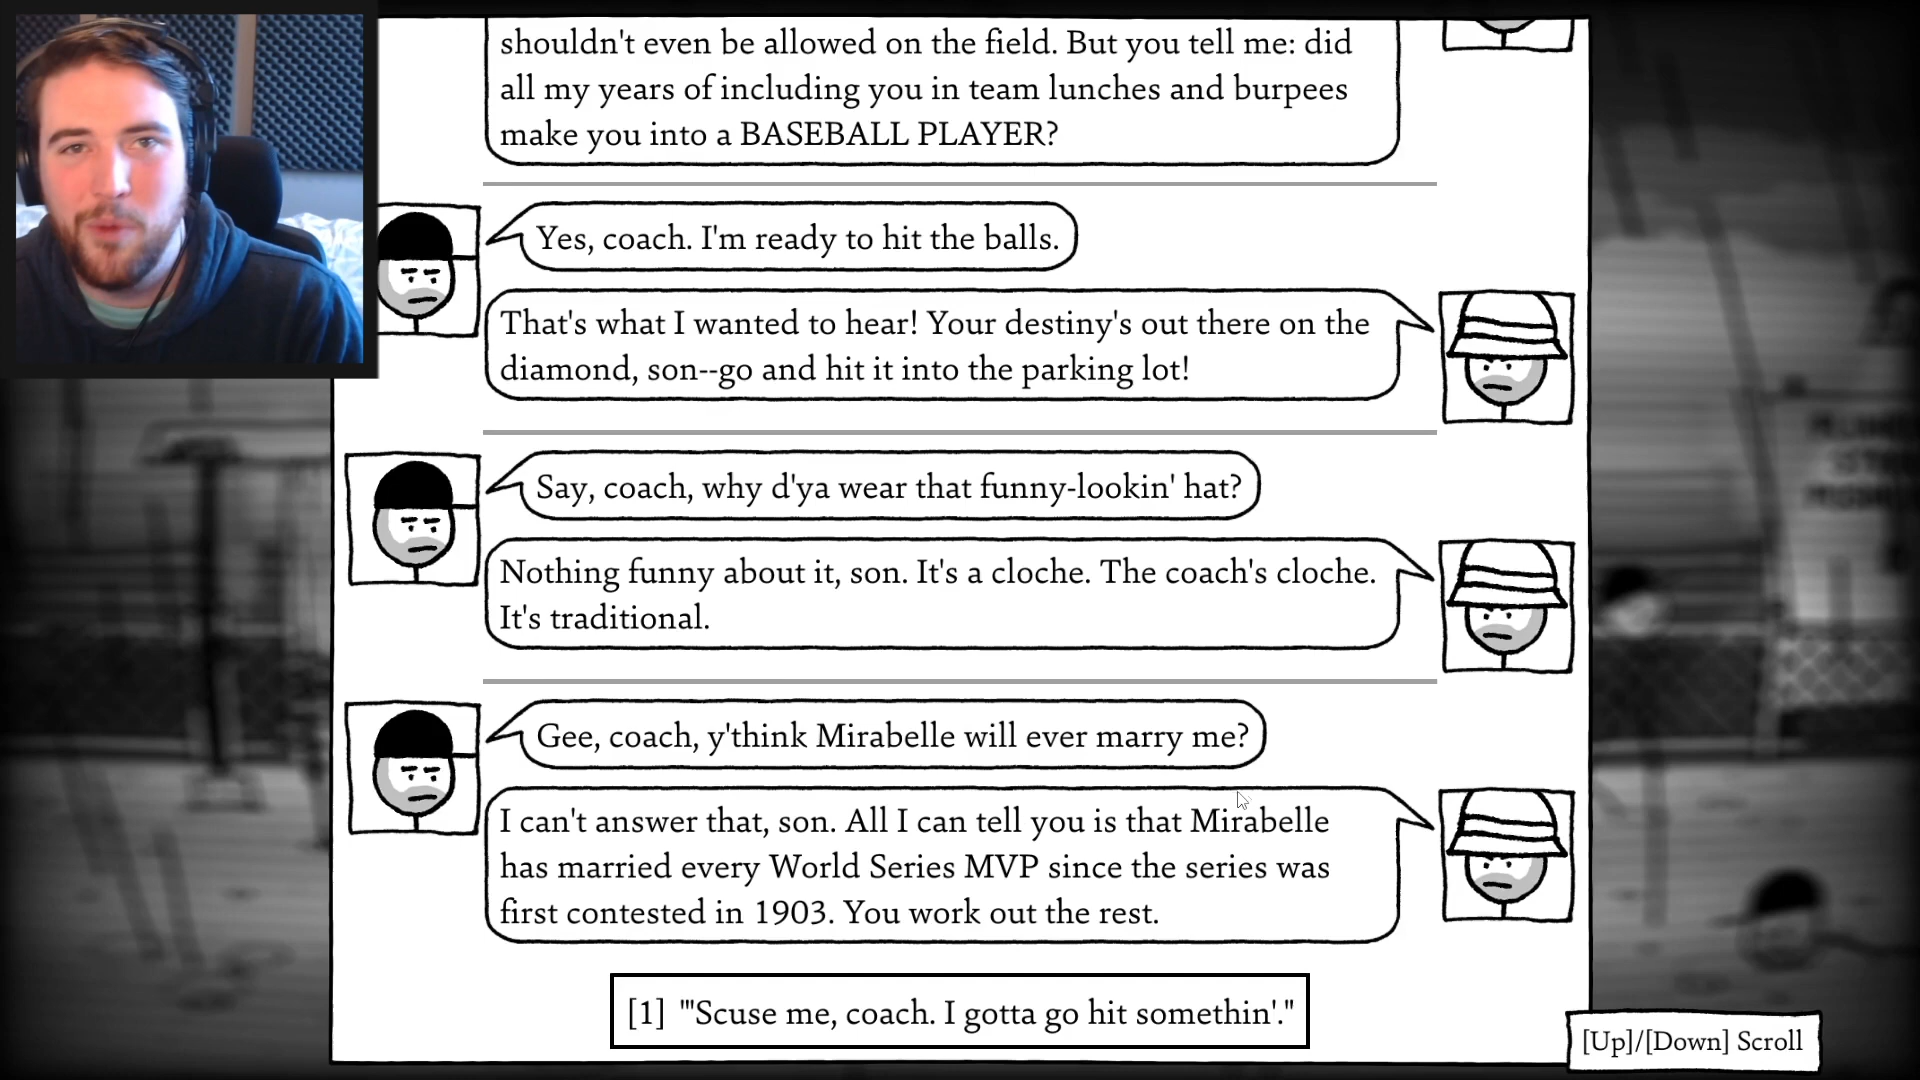 shouldn't even be allowed on the field. But you tell me: did
all my years of including you in team lunches and burpees
make you into a BASEBALL PLAYER?
Yes, coach. I'm ready to hit the balls.
That's what I wanted to hear! Your destiny's out there on the
diamond, son--go and hit it into the parking lot!
Say, coach, why d'ya wear that funny-lookin' hat?
Nothing funny about it, son. It's a cloche. The coach's cloche.
It's traditional.
Gee, coach, y'think Mirabelle will ever marry me?
I can't answer that, son. All I can tell you is that Mirabelle
has married every World Series MVP since the series was
first contested in 1903. You work out the rest.
[1] "'Scuse me, coach. I gotta go hit somethin'."
[Up]/[Down] Scroll